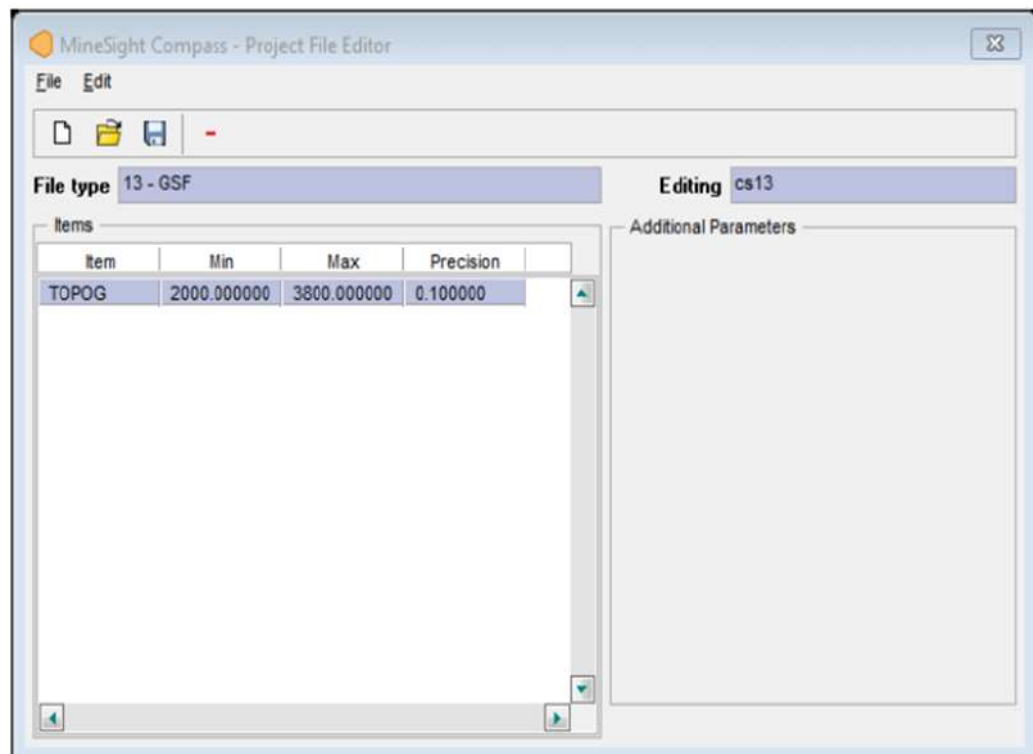 MineSight Compass - Project File Editor
File Edit
File type 13 - GSF Editing cs13
Items Additional Parameters
Item Min Max Precision
TOPOG 2000.000000 3800.000000 0.100000